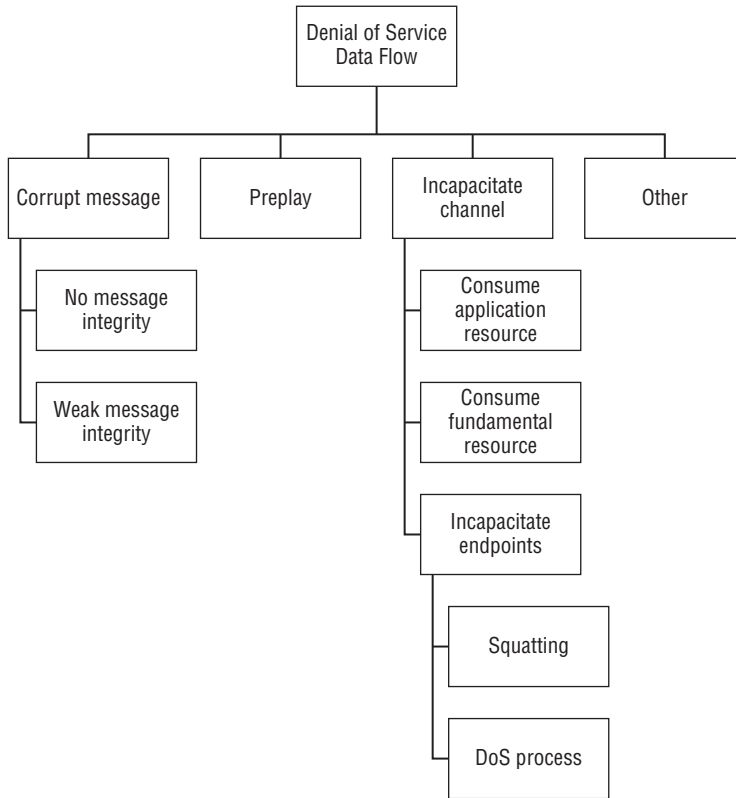 Denial of Service
Data Flow
Corrupt message
Preplay
Incapacitate
channel
Other
No message
integrity
Weak message
integrity
Consume
application
resource
Consume
fundamental
resource
Incapacitate
endpoints
Squatting
DoS process